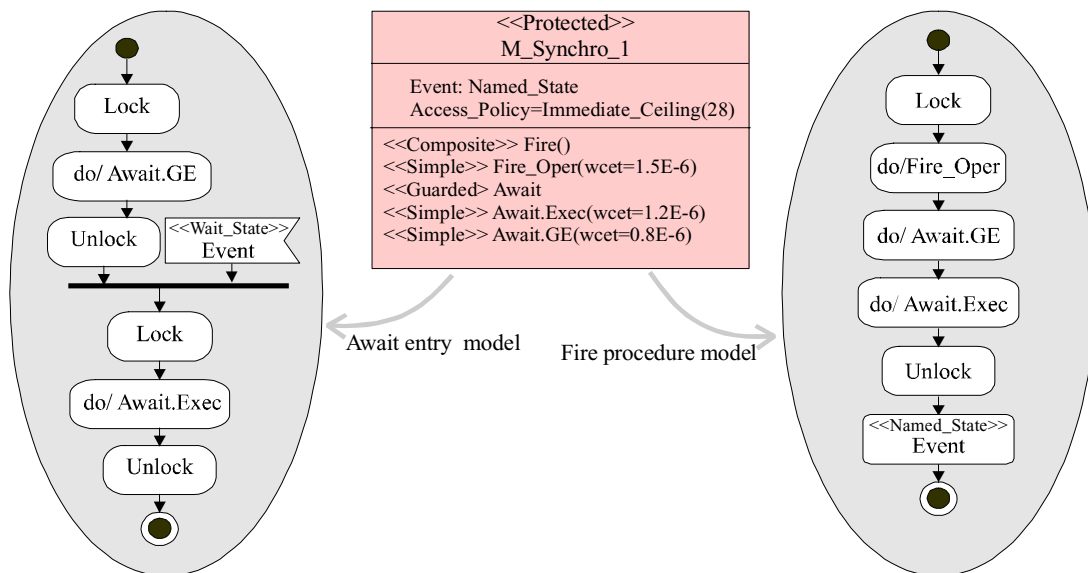 Lock
do/ Await.GE
Unlock
<<Wait_State>>
Event
Lock
do/ Await.Exec
Unlock
Await entry  model
<<Protected>>
M_Synchro_1
Event: Named_State
Access_Policy=Immediate_Ceiling(28)
<<Composite>> Fire()
<<Simple>> Fire_Oper(wcet=1.5E-6)
<<Guarded> Await
<<Simple>> Await.Exec(wcet=1.2E-6)
<<Simple>> Await.GE(wcet=0.8E-6)
Fire procedure model
Lock
do/Fire_Oper
do/ Await.GE
do/ Await.Exec
Unlock
<<Named_State>>
Event